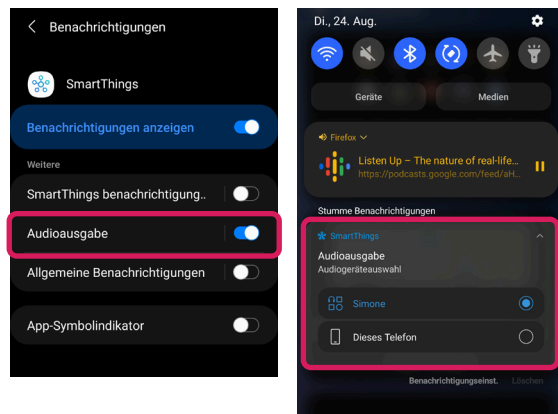 Benachrichtigungen
SmartThings
Benachrichtigungen anzeigen
Weitere
SmartThings benachrichtigung..
Audioausgabe
Allgemeine Benachrichtigungen
App-Symbolindikator
Di., 24. Aug.
Geräte Medien
Firefox
Listen Up – The nature of real-life...
https://podcasts.google.com/feed/aH...
Stumme Benachrichtigungen
SmartThings
Audioausgabe
Audiogeräteauswahl
Simone
Dieses Telefon
Benachrichtigungseinst. Löschen